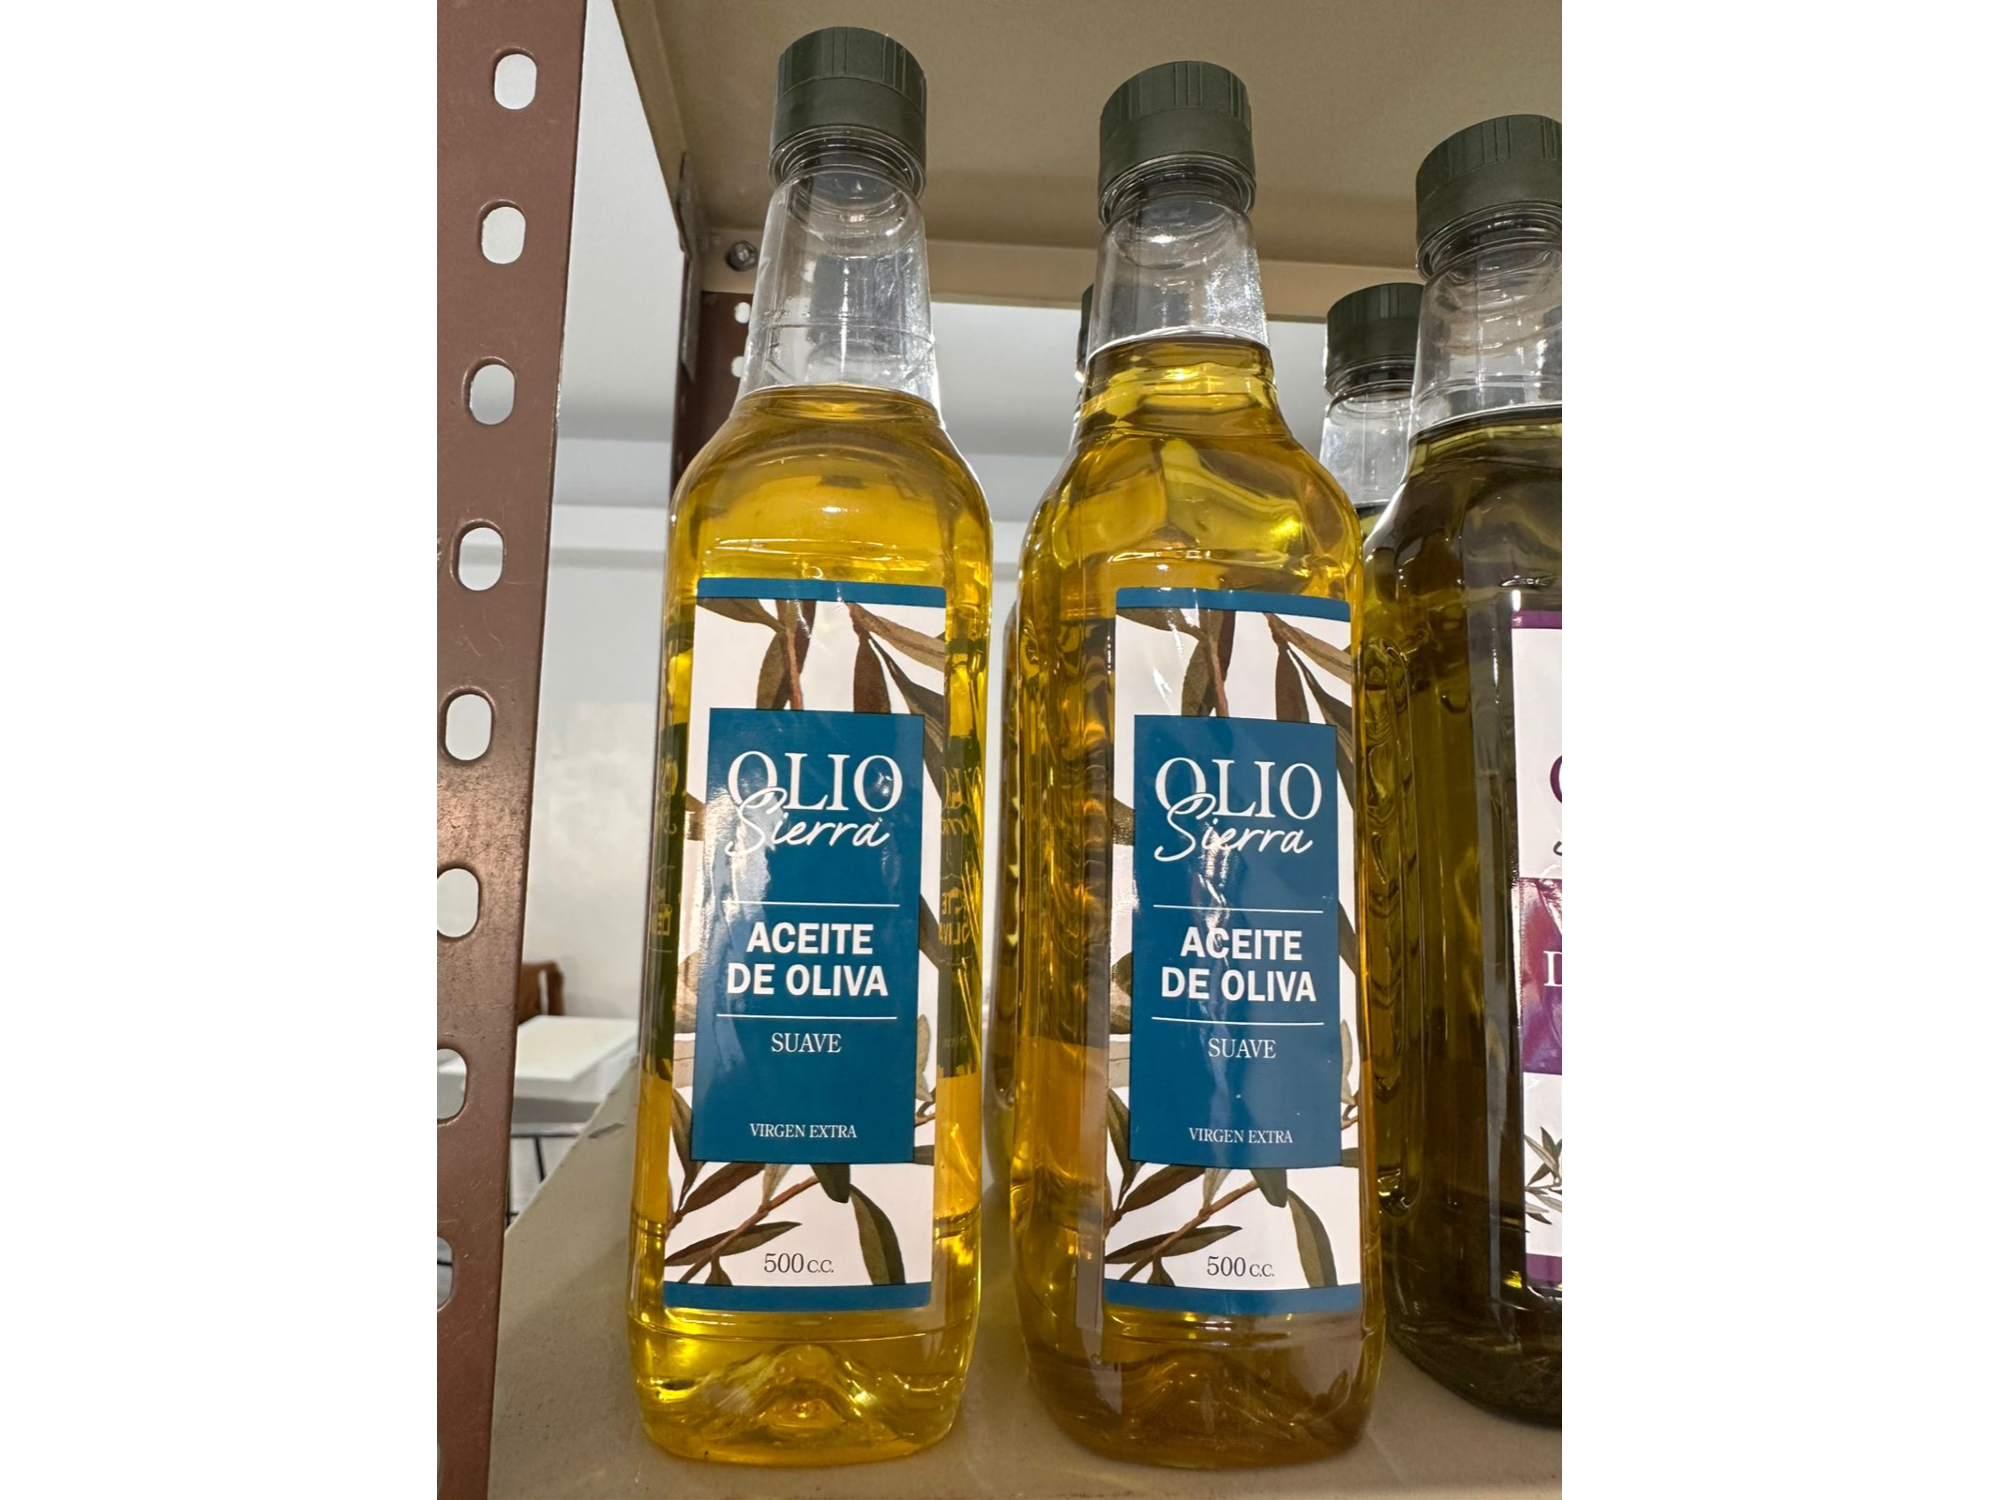 OLIO
Sierra
ACEITE
DE OLIVA
SUAVE
VIRGEN EXTRA
500 c.c.
OLIO
Sierra
ACEITE
DE OLIVA
SUAVE
VIRGEN EXTRA
500 c.c.